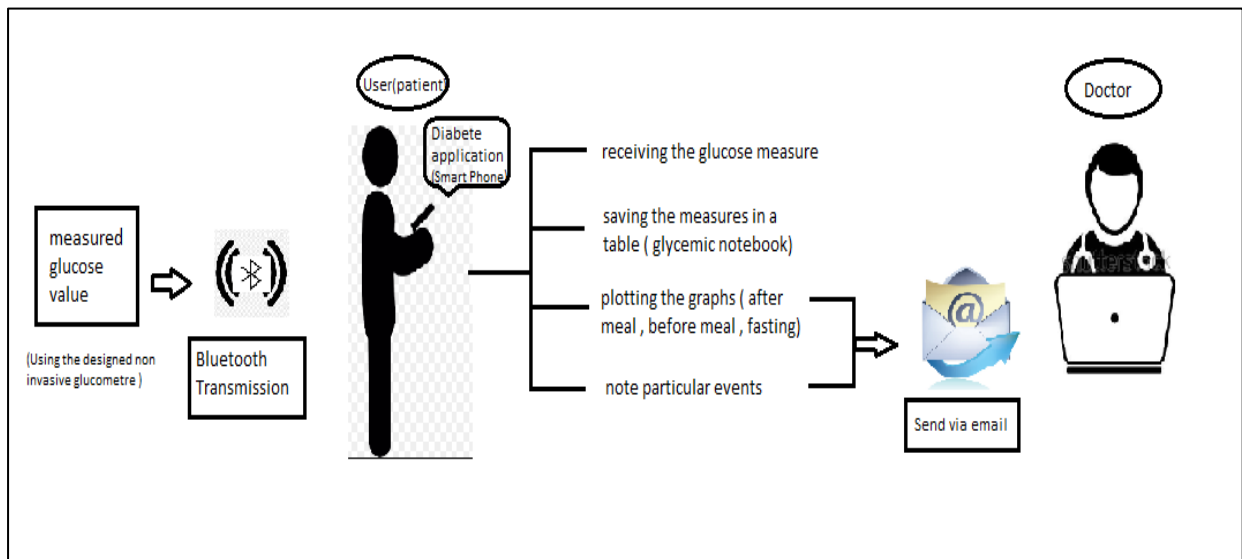 measured
glucose
value
(Using the designed non
invasive glucometre )
Bluetooth
Transmission
User(patient)
Diabete
application
(Smart Phone)
receiving the glucose measure
saving the measures in a
table ( glycemic notebook)
plotting the graphs ( after
meal , before meal , fasting)
note particular events
@
Send via email
Doctor